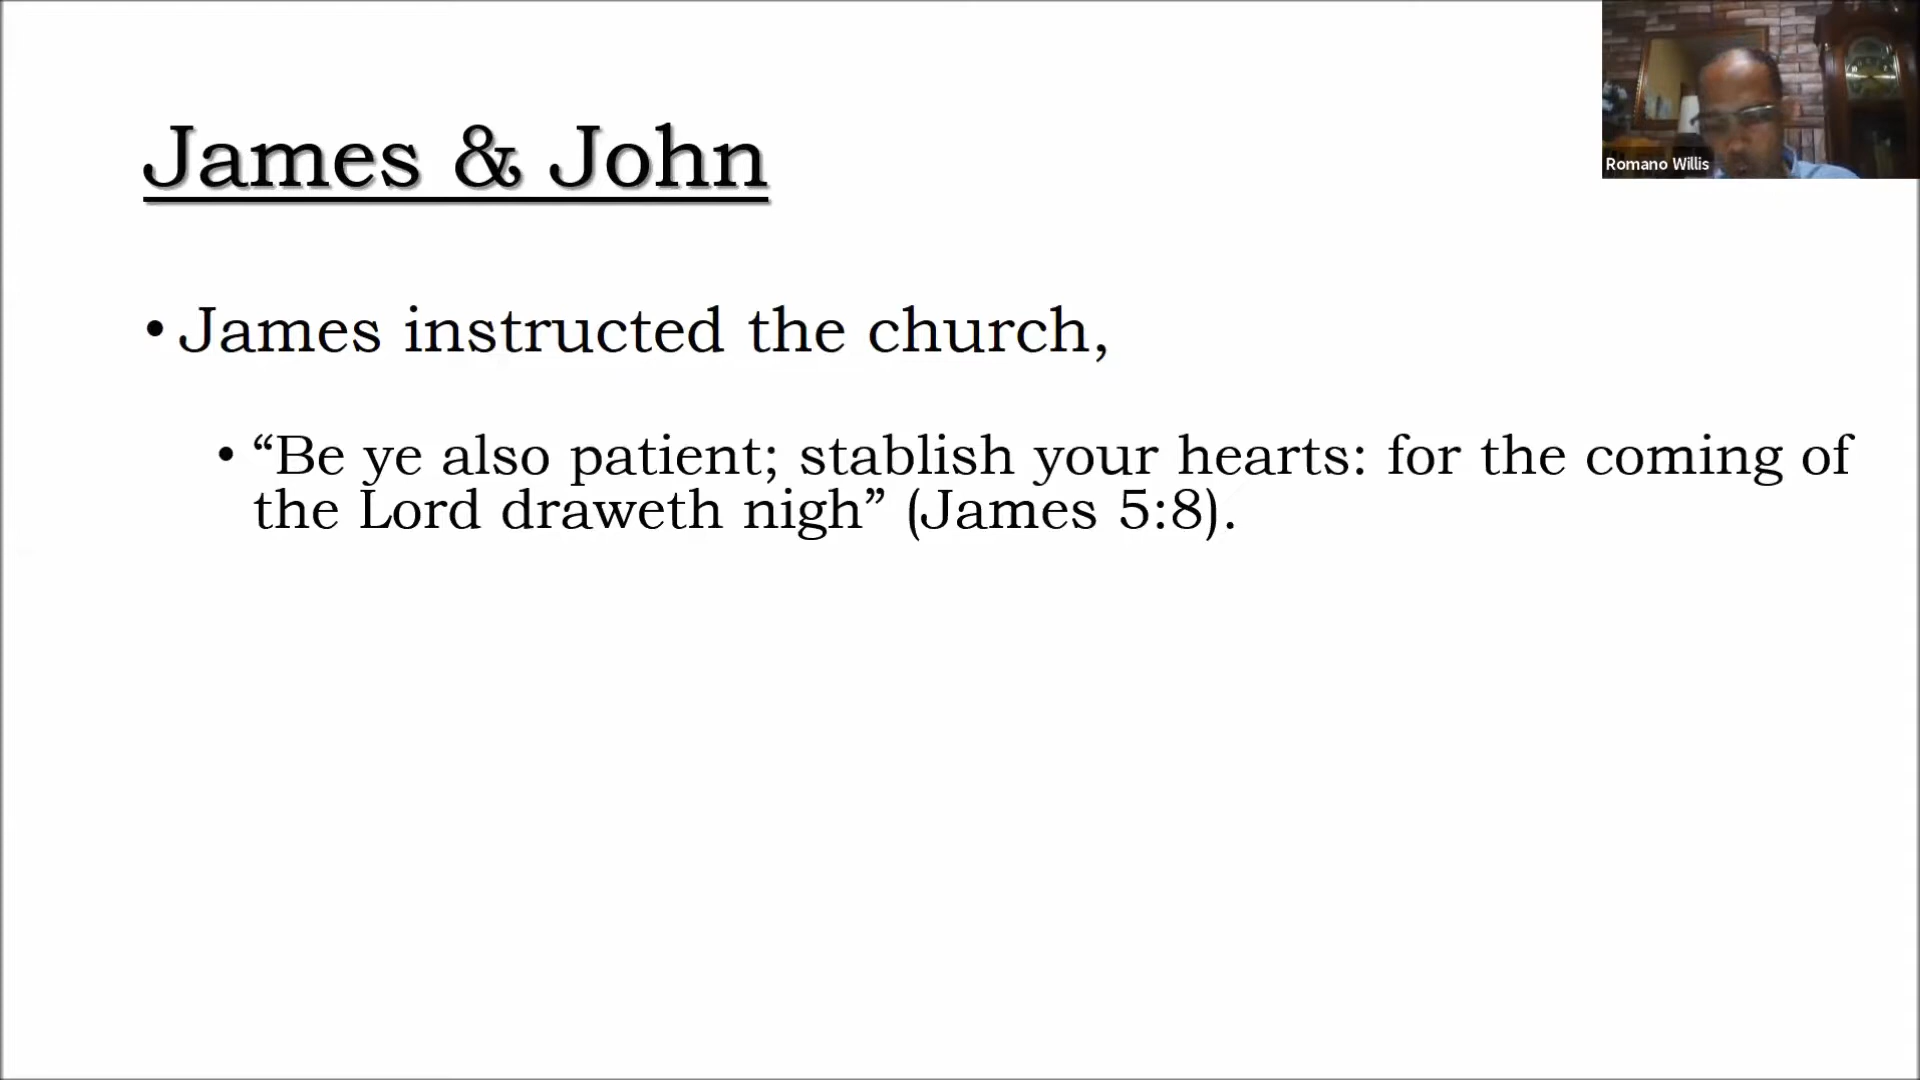 James & John
• James instructed the church,
• “Be ye also patient; stablish your hearts: for the coming of
the Lord draweth nigh” (James 5:8).
Romano Willis